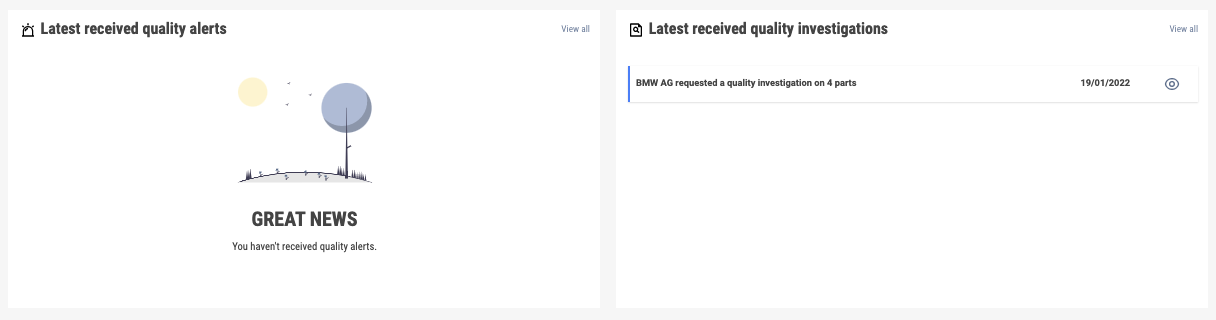 Latest received quality alerts
View all
GREAT NEWS
You haven't received quality alerts.
Latest received quality investigations
View all
BMW AG requested a quality investigation on 4 parts
19/01/2022